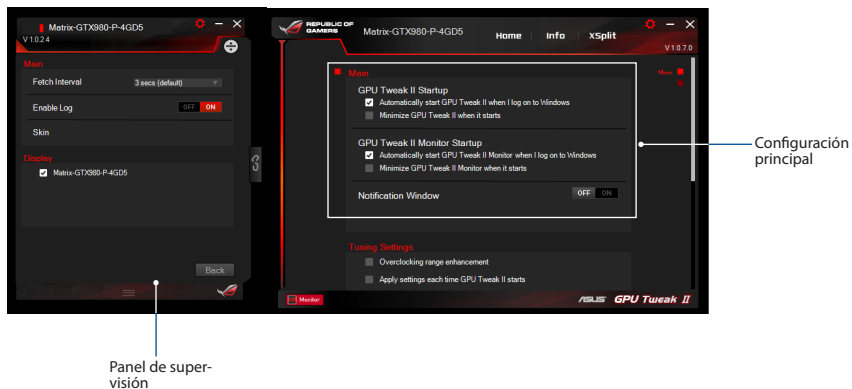 Matrix-GTX980-P-4GD5
V 1.0.2.4
Main
Fetch Interval 3 secs (default)
Enable Log OFF ON
Skin
Display
Matrix-GTX980-P-4GD5
Back
REPUBLIC OF
GAMERS
Matrix-GTX980-P-4GD5
Home Info XSplit
V 1.0.7.0
Main
Main
GPU Tweak II Startup
Automatically start GPU Tweak II when I log on to Windows
Minimize GPU Tweak II when it starts
GPU Tweak II Monitor Startup
Automatically start GPU Tweak II Monitor when I log on to Windows
Minimize GPU Tweak II Monitor when it starts
Notification Window OFF ON
Tuning Settings
Overclocking range enhancement
Apply settings each time GPU Tweak II starts
Monitor
ASUS GPU Tweak II
Configuración
principal
Panel de super-
visión